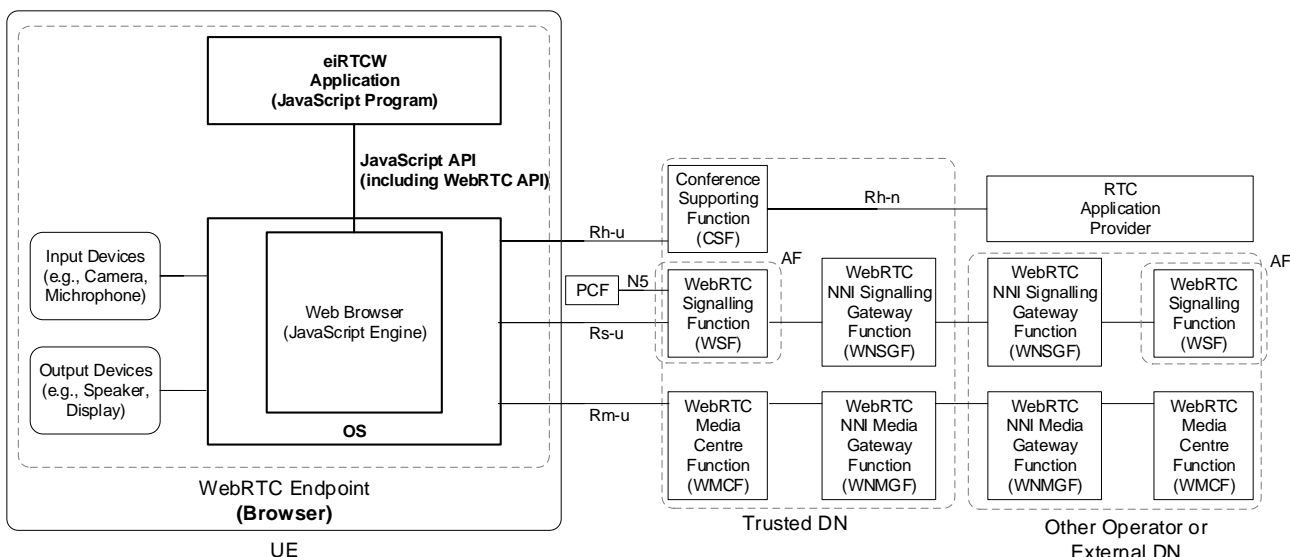 eiRTCW
Application
(JavaScript Program)
JavaScript API
(including WebRTC API)
Input Devices
(e.g., Camera,
Michrophone)
Output Devices
(e.g., Speaker,
Display)
Web Browser
(JavaScript Engine)
OS
WebRTC Endpoint
(Browser)
UE
Rh-u
PCF
N5
Rs-u
Rm-u
Conference
Supporting
Function
(CSF)
Rh-n
RTC
Application
Provider
AF
WebRTC
Signalling
Function
(WSF)
WebRTC
NNI Signalling
Gateway
Function
(WNSGF)
WebRTC
NNI Signalling
Gateway
Function
(WNSGF)
AF
WebRTC
Signalling
Function
(WSF)
WebRTC
Media
Centre
Function
(WMCF)
WebRTC
NNI Media
Gateway
Function
(WNMGF)
WebRTC
NNI Media
Gateway
Function
(WNMGF)
WebRTC
Media
Centre
Function
(WMCF)
Trusted DN
Other Operator or
External DN